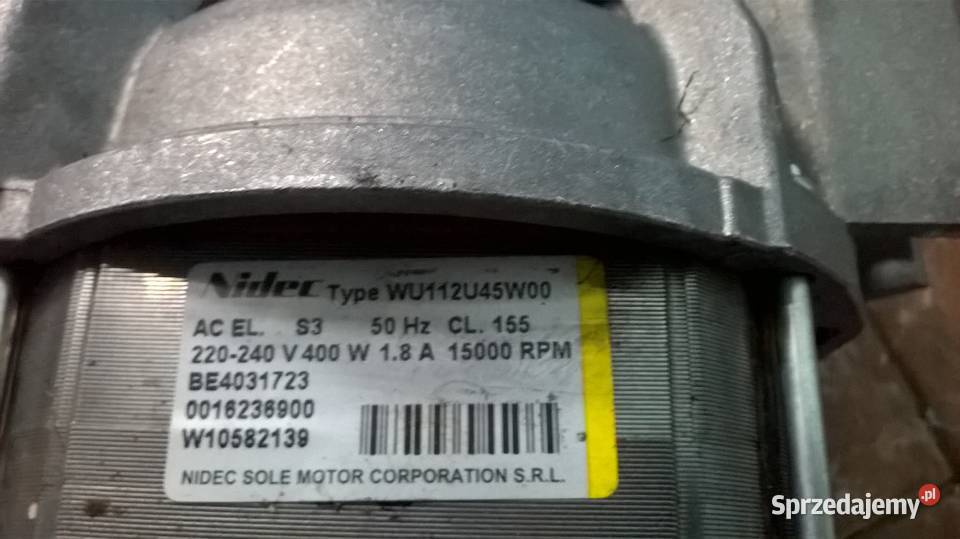 Nidec Type WU112U45W00
AC EL. S3 50 Hz CL. 155
220-240 V 400 W 1.8 A 15000 RPM
BE4031723
0016236900
W10582139
NIDEC SOLE MOTOR CORPORATION S.R.L.
Sprzedajemy.pl